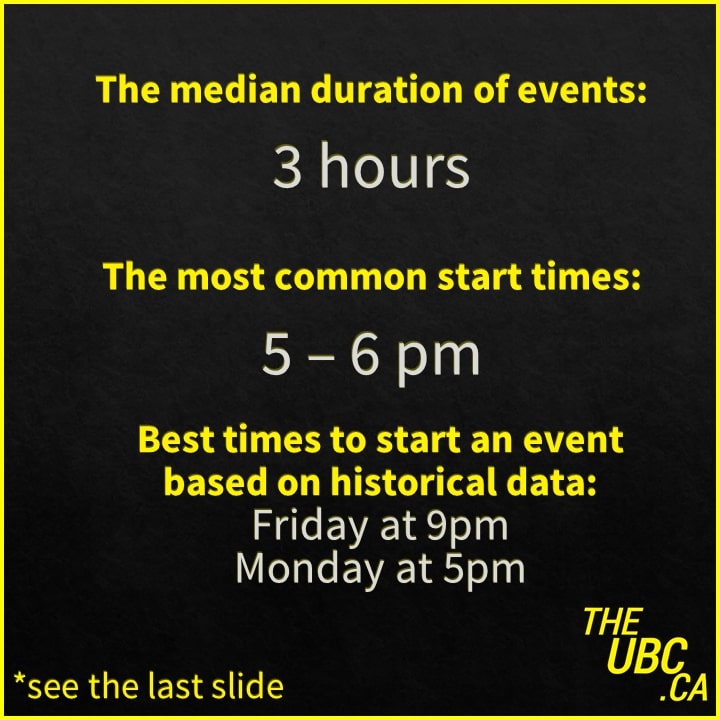 The median duration of events:
3 hours
The most common start times:
5 – 6 pm
Best times to start an event
based on historical data:
Friday at 9pm
Monday at 5pm
THE
UBC
.CA
*see the last slide